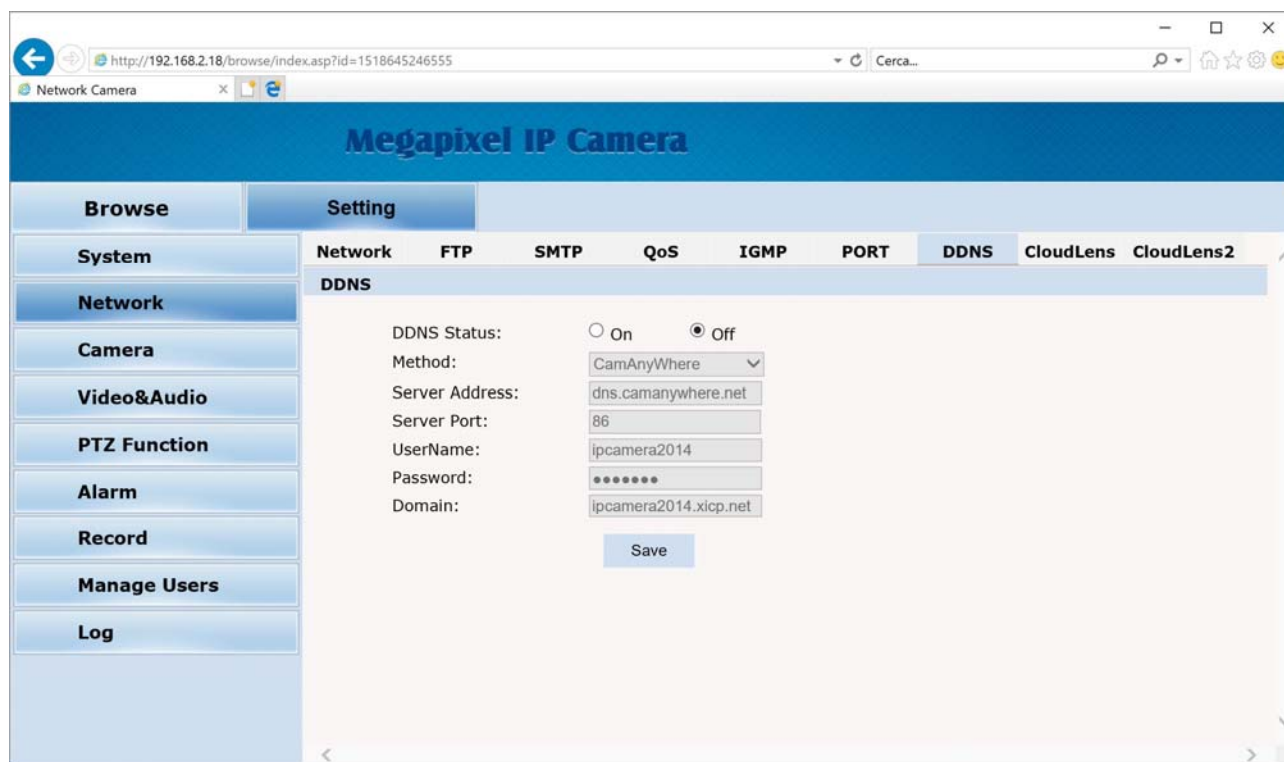 http://192.168.2.18/browse/index.asp?id=1518645246555 Cerca...
Network Camera
Megapixel IP Camera
Browse Setting
System
Network
Camera
Video&Audio
PTZ Function
Alarm
Record
Manage Users
Log
Network FTP SMTP QoS IGMP PORT DDNS CloudLens CloudLens2
DDNS
DDNS Status: On Off
Method: CamAnyWhere
Server Address: dns.camanywhere.net
Server Port: 86
UserName: ipcamera2014
Password: ●●●●●●●
Domain: ipcamera2014.xicp.net
Save